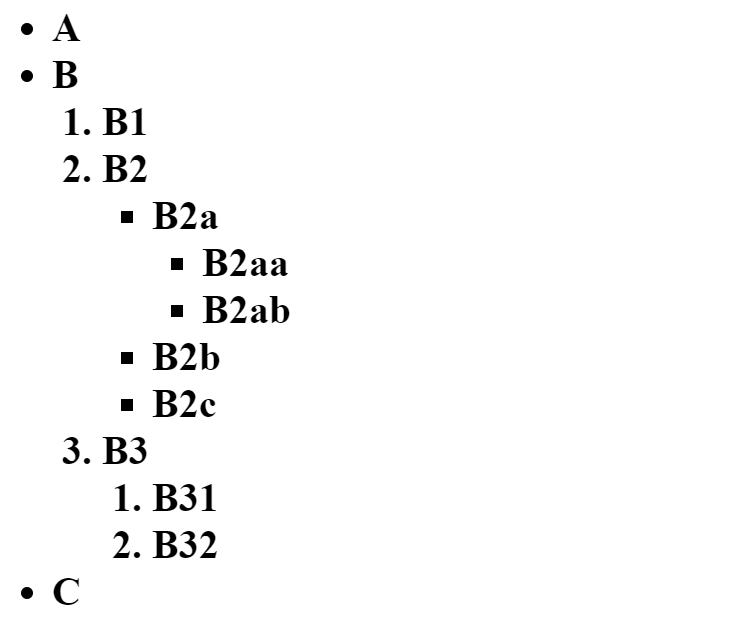 • A
• B
1. B1
2. B2
▪ B2a
▪ B2aa
▪ B2ab
▪ B2b
▪ B2c
3. B3
1. B31
2. B32
• C